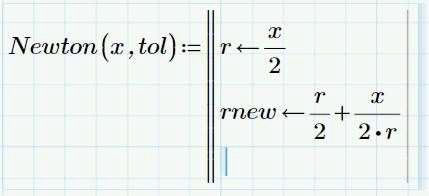 Newton(x, tol) := r ← x/2
rnew ← r/2 + x/(2·r)